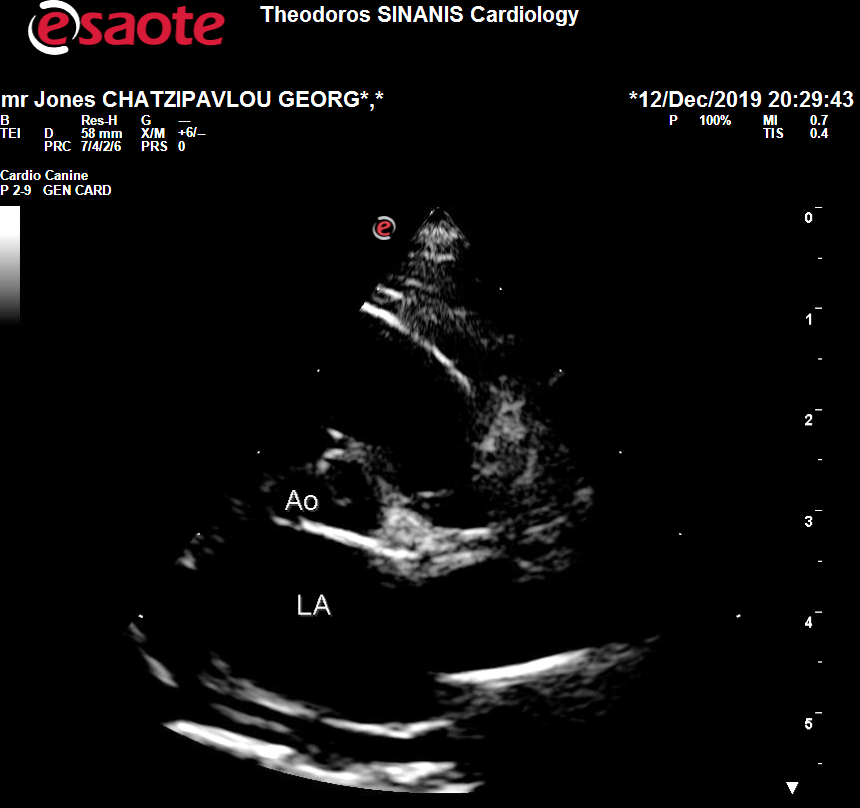 esaote
Theodoros SINANIS Cardiology
mr Jones CHATZIPAVLOU GEORG*,*
*12/Dec/2019 20:29:43
B Res-H G --- P 100% MI 0.7
TEI D 58 mm X/M +6/-- TIS 0.4
PRC 7/4/2/6 PRS 0
Cardio Canine
P 2-9 GEN CARD
e
0
1
2
3
4
5
Ao
LA